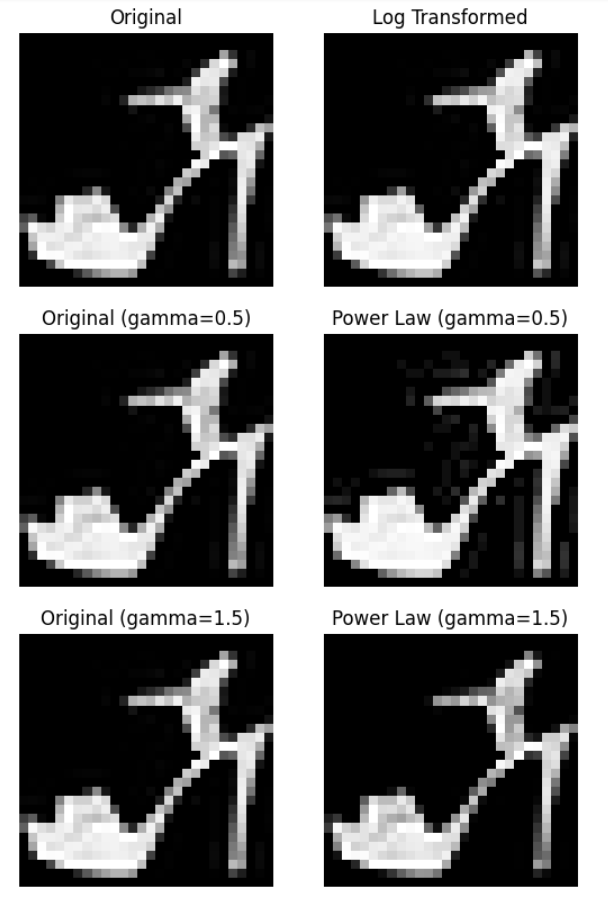 Original
Log Transformed
Original (gamma=0.5)
Power Law (gamma=0.5)
Original (gamma=1.5)
Power Law (gamma=1.5)